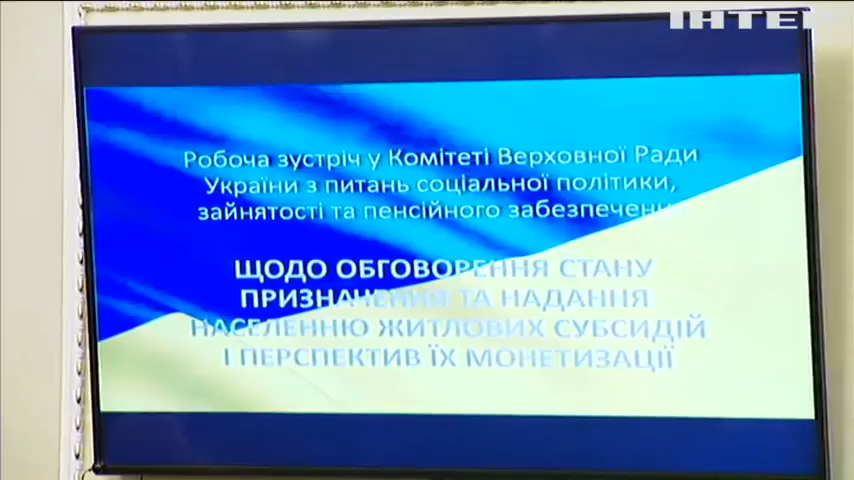 ІНТЕР
Робоча зустріч у Комітеті Верховної Ради
України з питань соціальної політики,
зайнятості та пенсійного забезпечення
ЩОДО ОБГОВОРЕННЯ СТАНУ
ПРИЗНАЧЕННЯ ТА НАДАННЯ
НАСЕЛЕННЮ ЖИТЛОВИХ СУБСИДІЙ
І ПЕРСПЕКТИВ ЇХ МОНЕТИЗАЦІЇ